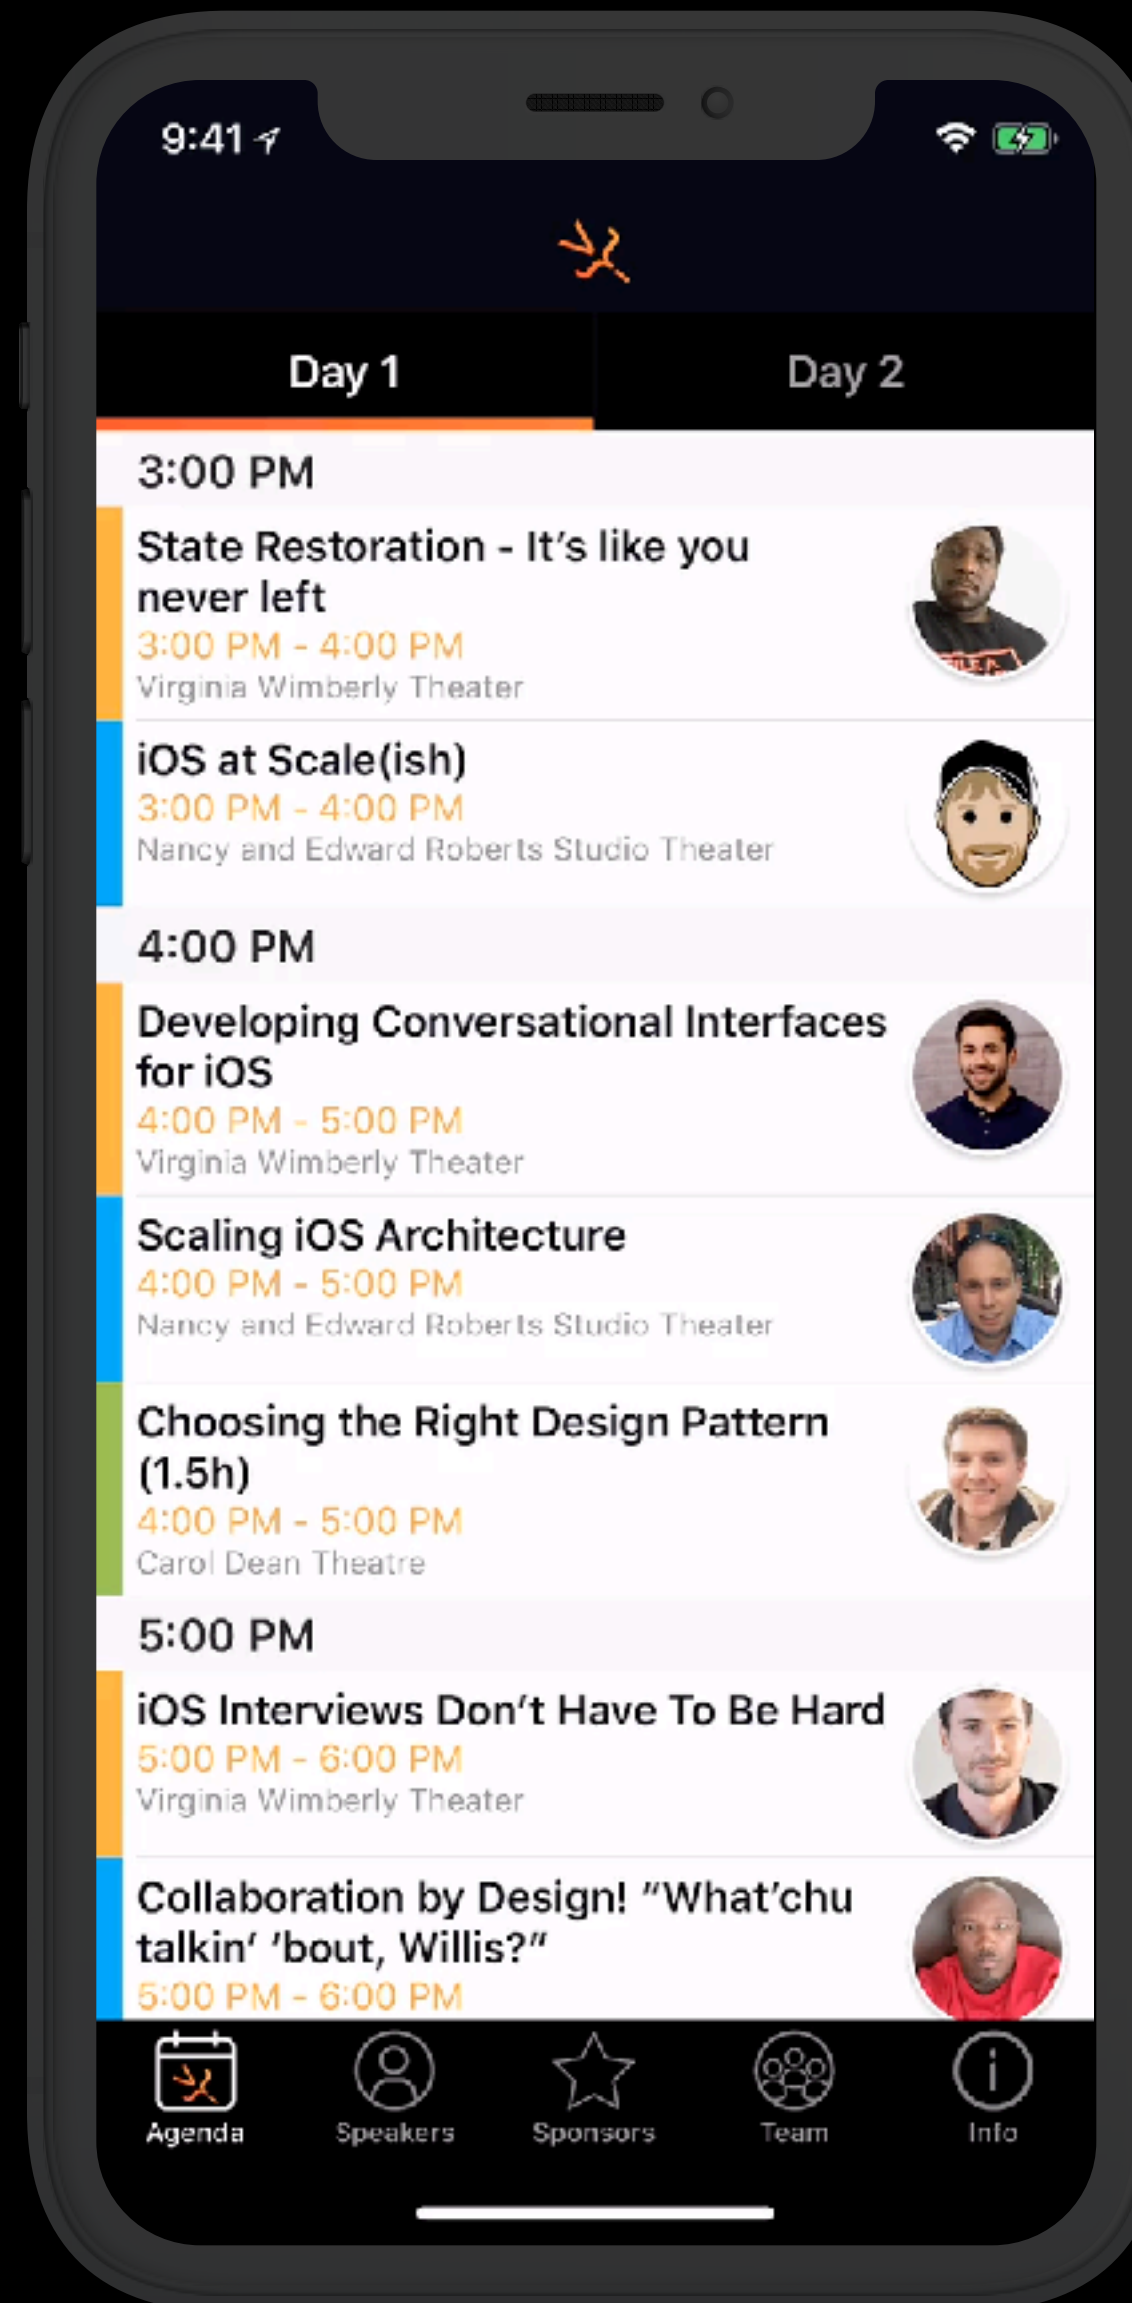 9:41
Day 1
Day 2
3:00 PM
State Restoration - It’s like you
never left
3:00 PM - 4:00 PM
Virginia Wimberly Theater
iOS at Scale(ish)
3:00 PM - 4:00 PM
Nancy and Edward Roberts Studio Theater
4:00 PM
Developing Conversational Interfaces
for iOS
4:00 PM - 5:00 PM
Virginia Wimberly Theater
Scaling iOS Architecture
4:00 PM - 5:00 PM
Nancy and Edward Roberts Studio Theater
Choosing the Right Design Pattern
(1.5h)
4:00 PM - 5:00 PM
Carol Dean Theatre
5:00 PM
iOS Interviews Don’t Have To Be Hard
5:00 PM - 6:00 PM
Virginia Wimberly Theater
Collaboration by Design! “What’chu
talkin’ ’bout, Willis?”
5:00 PM - 6:00 PM
Agenda
Speakers
Sponsors
Team
Info